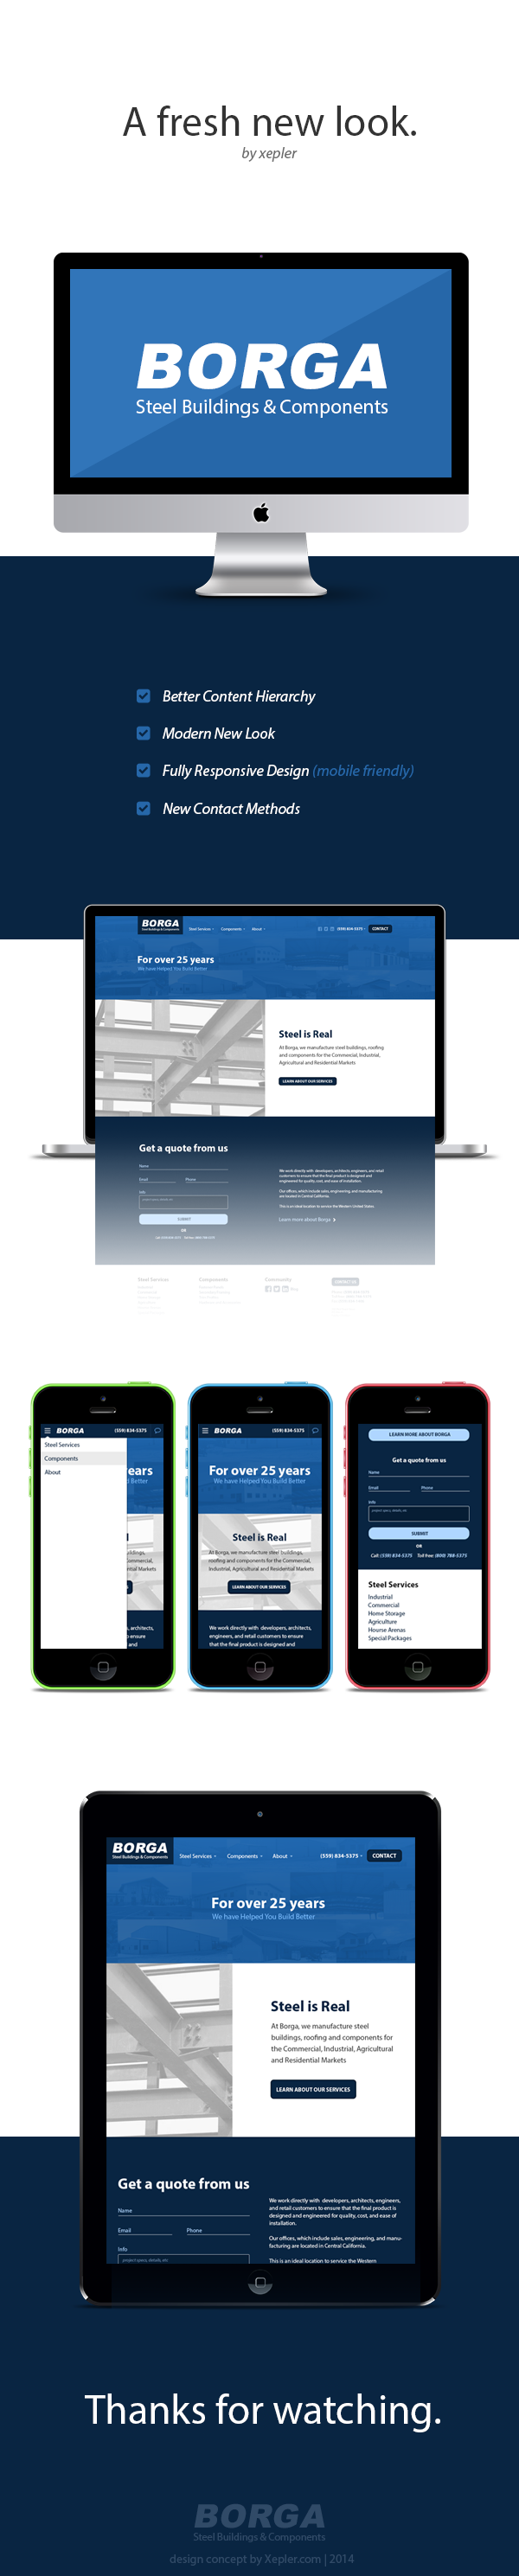 A fresh new look.
by xepler
BORGA
Steel Buildings & Components
Better Content Hierarchy
Modern New Look
Fully Responsive Design (mobile friendly)
New Contact Methods
BORGA
Steel Buildings & Components
Steel Services
Components
About
(559) 834-5375
CONTACT
For over 25 years
We have Helped You Build Better
Steel is Real
At Borga, we manufacture steel buildings, roofing
and components for the Commercial, Industrial,
Agricultural and Residential Markets
LEARN ABOUT OUR SERVICES
Get a quote from us
Name
Email
Phone
Info
project specs, details, etc
SUBMIT
OR
We work directly with developers, architects, engineers, and retail
customers to ensure that the final product is designed and
engineered for quality, cost, and ease of installation.
Our offices, which include sales, engineering, and manufacturing
are located in Central California.
This is an ideal location to service the Western United States.
Learn more about Borga
Steel Services
Components
Community
CONTACT US
BORGA
(559) 834-5375
Steel Services
Components
About
ears
Better
BORGA
(559) 834-5375
For over 25 years
We have Helped You Build Better
Steel is Real
At Borga, we manufacture steel buildings,
roofing and components for the Commercial,
Industrial, Agricultural and Residential Markets
LEARN ABOUT OUR SERVICES
We work directly with developers, architects,
engineers, and retail customers to ensure
that the final product is designed and
LEARN MORE ABOUT BORGA
Get a quote from us
Name
Email
Phone
Info
project specs, details, etc
SUBMIT
OR
Call: (559) 834-5375 Toll free: (800) 788-5375
Steel Services
Industrial
Commercial
Home Storage
Agriculture
Hourse Arenas
Special Packages
BORGA
Steel Buildings & Components
Steel Services
Components
About
(559) 834-5375
CONTACT
For over 25 years
We have Helped You Build Better
Steel is Real
At Borga, we manufacture steel
buildings, roofing and components for
the Commercial, Industrial, Agricultural
and Residential Markets
LEARN ABOUT OUR SERVICES
Get a quote from us
Name
Email
Phone
Info
project specs, details, etc
We work directly with developers, architects, engineers,
and retail customers to ensure that the final product is
designed and engineered for quality, cost, and ease of
installation.
Our offices, which include sales, engineering, and manu-
facturing are located in Central California.
This is an ideal location to service the Western
Thanks for watching.
BORGA
Steel Buildings & Components
design concept by Xepler.com | 2014